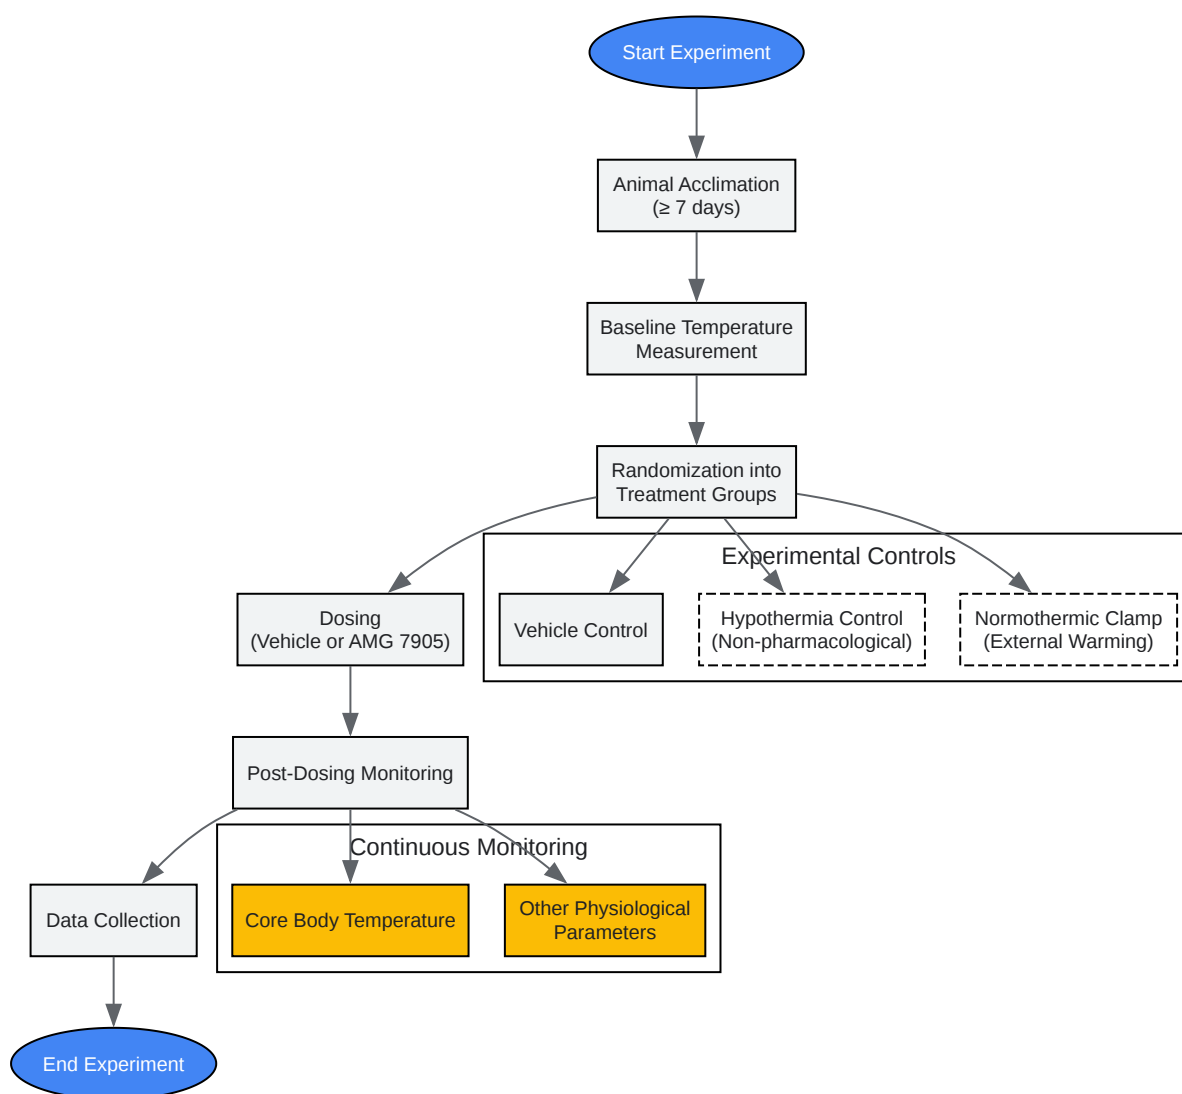 Start Experiment
Animal Acclimation
(≥ 7 days)
Baseline Temperature
Measurement
Randomization into
Treatment Groups
Experimental Controls
Dosing
(Vehicle or AMG 7905)
Vehicle Control
Hypothermia Control
(Non-pharmacological)
Normothermic Clamp
(External Warming)
Post-Dosing Monitoring
Continuous Monitoring
Data Collection
Core Body Temperature
Other Physiological
Parameters
End Experiment